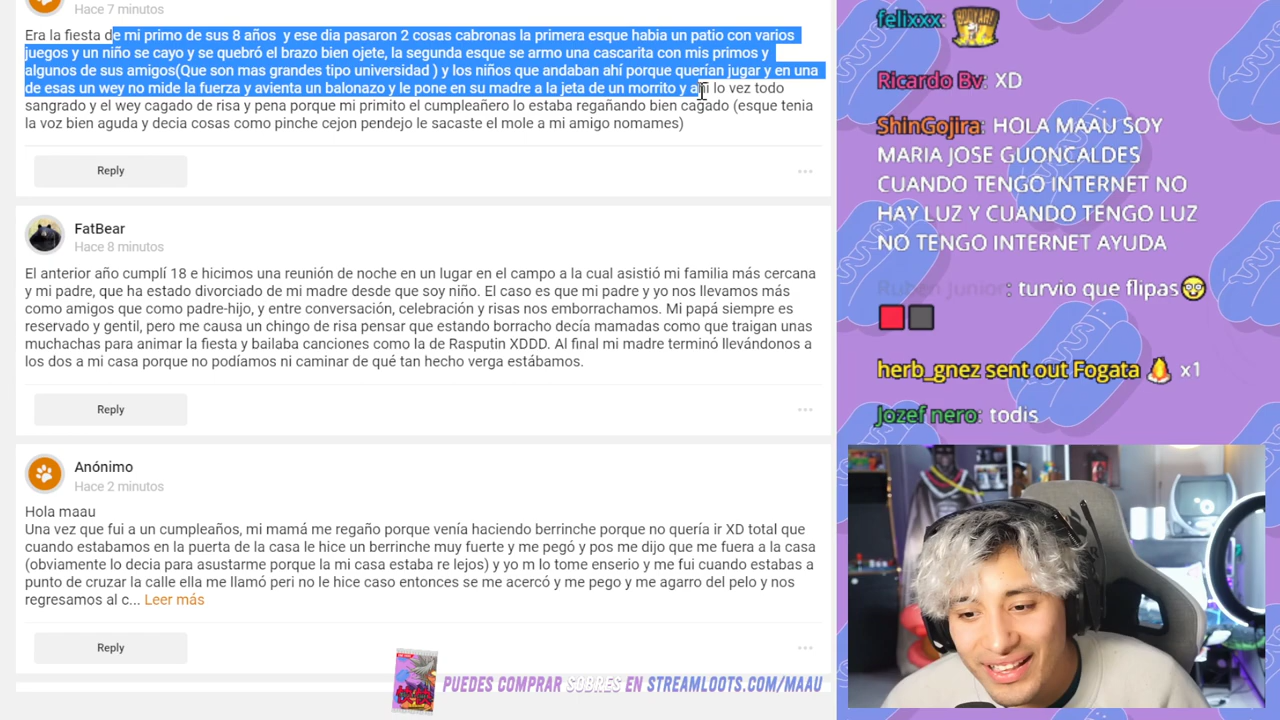 Hace 7 minutos
Era la fiesta de mi primo de sus 8 años y ese dia pasaron 2 cosas cabronas la primera esque habia un patio con varios
juegos y un niño se cayo y se quebró el brazo bien ojete, la segunda esque se armo una cascarita con mis primos y
algunos de sus amigos(Que son mas grandes tipo universidad ) y los niños que andaban ahí porque querían jugar y en una
de esas un wey no mide la fuerza y avienta un balonazo y le pone en su madre a la jeta de un morrito y ahi lo vez todo
sangrado y el wey cagado de risa y pena porque mi primito el cumpleañero lo estaba regañando bien cagado (esque tenia
la voz bien aguda y decia cosas como pinche cejon pendejo le sacaste el mole a mi amigo nomames)
Reply
FatBear
Hace 8 minutos
El anterior año cumplí 18 e hicimos una reunión de noche en un lugar en el campo a la cual asistió mi familia más cercana
y mi padre, que ha estado divorciado de mi madre desde que soy niño. El caso es que mi padre y yo nos llevamos más
como amigos que como padre-hijo, y entre conversación, celebración y risas nos emborrachamos. Mi papá siempre es
reservado y gentil, pero me causa un chingo de risa pensar que estando borracho decía mamadas como que traigan unas
muchachas para animar la fiesta y bailaba canciones como la de Rasputin XDDD. Al final mi madre terminó llevándonos a
los dos a mi casa porque no podíamos ni caminar de qué tan hecho verga estábamos.
Reply
Anónimo
Hace 2 minutos
Hola maau
Una vez que fui a un cumpleaños, mi mamá me regaño porque venía haciendo berrinche porque no quería ir XD total que
cuando estabamos en la puerta de la casa le hice un berrinche muy fuerte y me pegó y pos me dijo que me fuera a la casa
(obviamente lo decia para asustarme porque la mi casa estaba re lejos) y yo m lo tome enserio y me fui cuando estabas a
punto de cruzar la calle ella me llamó peri no le hice caso entonces se me acercó y me pego y me agarro del pelo y nos
regresamos al c... Leer más
Reply
PUEDES COMPRAR SOBRES EN STREAMLOOTS.COM/MAAU
felixxx: BOOYAH!
Ricardo Bv: XD
ShinGojira: HOLA MAAU SOY
MARIA JOSE GUONCALDES
CUANDO TENGO INTERNET NO
HAY LUZ Y CUANDO TENGO LUZ
NO TENGO INTERNET AYUDA
Ruben junior: turvio que flipas
herb_gnez sent out Fogata x1
Jozef nero: todis